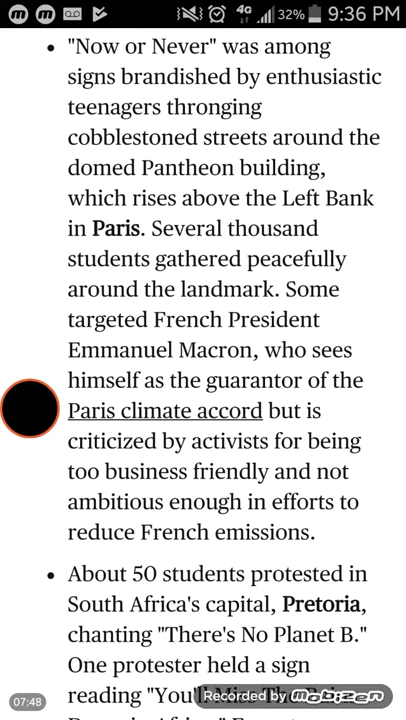 4G 32% 9:36 PM
• "Now or Never" was among
signs brandished by enthusiastic
teenagers thronging
cobblestoned streets around the
domed Pantheon building,
which rises above the Left Bank
in Paris. Several thousand
students gathered peacefully
around the landmark. Some
targeted French President
Emmanuel Macron, who sees
himself as the guarantor of the
Paris climate accord but is
criticized by activists for being
too business friendly and not
ambitious enough in efforts to
reduce French emissions.
• About 50 students protested in
South Africa's capital, Pretoria,
chanting "There's No Planet B."
One protester held a sign
reading "You'll Miss The
07:48
Recorded by mobizen